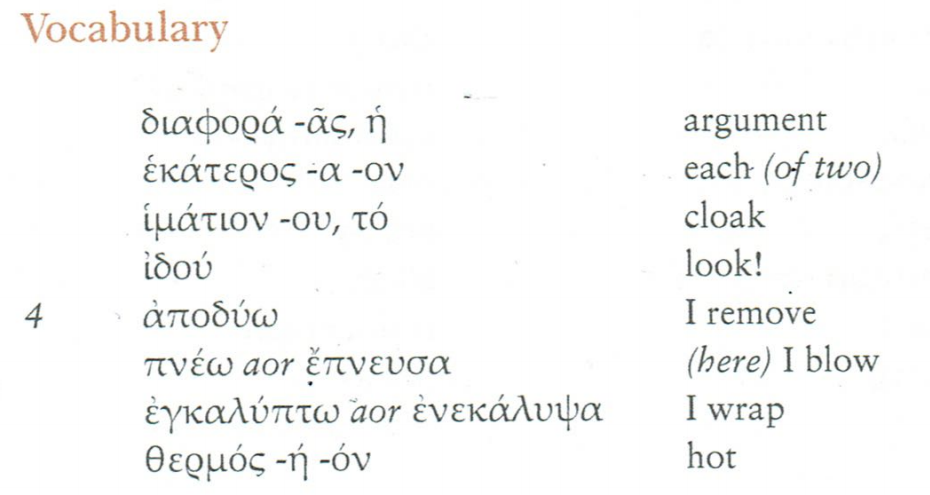 Vocabulary
διαφορά -ᾶς, ἡ argument
ἑκάτερος -α -ον each (of two)
ἱμάτιον -ου, τό cloak
ἰδού look!
4 ἀποδύω I remove
πνέω aor ἔπνευσα (here) I blow
ἐγκαλύπτω aor ἐνεκάλυψα I wrap
θερμός -ή -όν hot